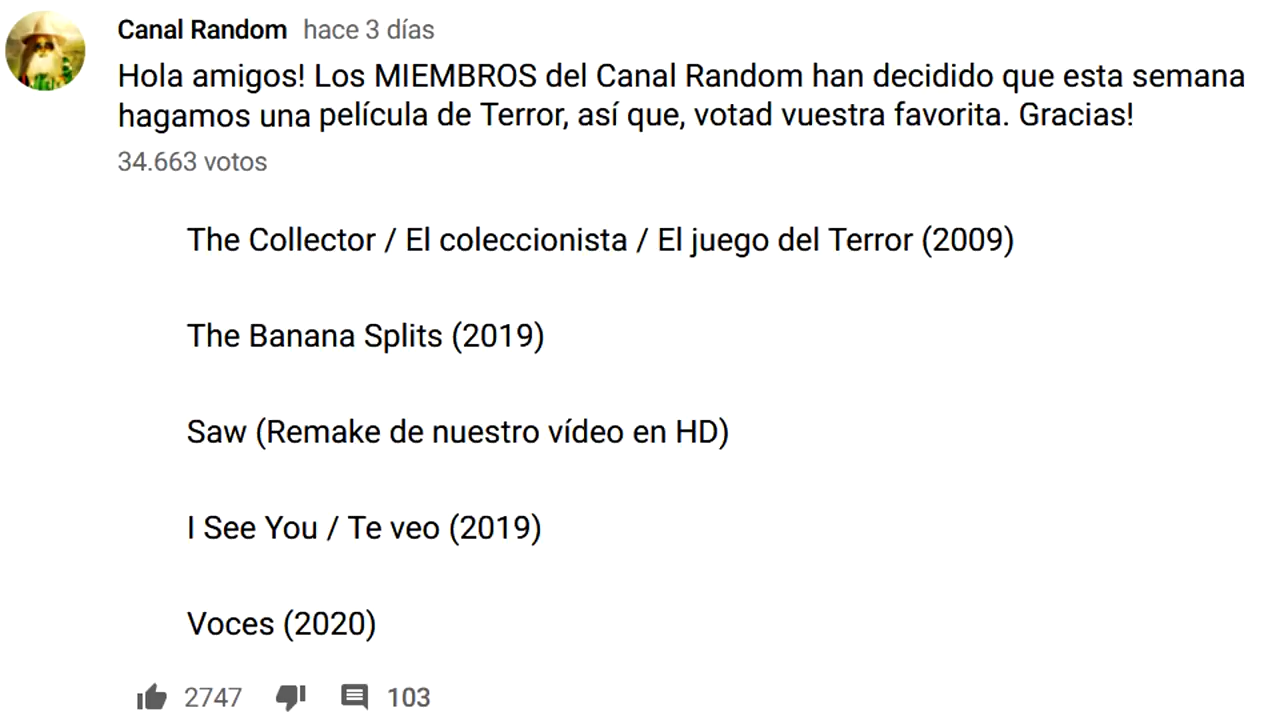 Canal Random hace 3 días
Hola amigos! Los MIEMBROS del Canal Random han decidido que esta semana
hagamos una película de Terror, así que, votad vuestra favorita. Gracias!
34.663 votos
The Collector / El coleccionista / El juego del Terror (2009)
The Banana Splits (2019)
Saw (Remake de nuestro vídeo en HD)
I See You / Te veo (2019)
Voces (2020)
2747 103